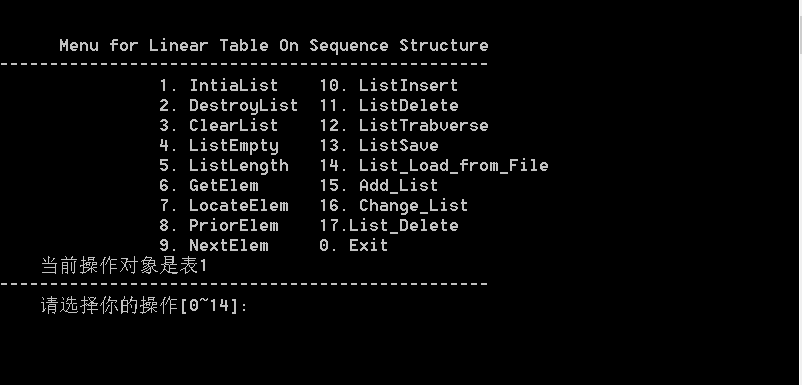 Menu for Linear Table On Sequence Structure
-------------------------------------------------
1. IntiaList 10. ListInsert
2. DestroyList 11. ListDelete
3. ClearList 12. ListTrabverse
4. ListEmpty 13. ListSave
5. ListLength 14. List_Load_from_File
6. GetElem 15. Add_List
7. LocateElem 16. Change_List
8. PriorElem 17.List_Delete
9. NextElem 0. Exit
当前操作对象是表1
-------------------------------------------------
请选择你的操作[0~14]: